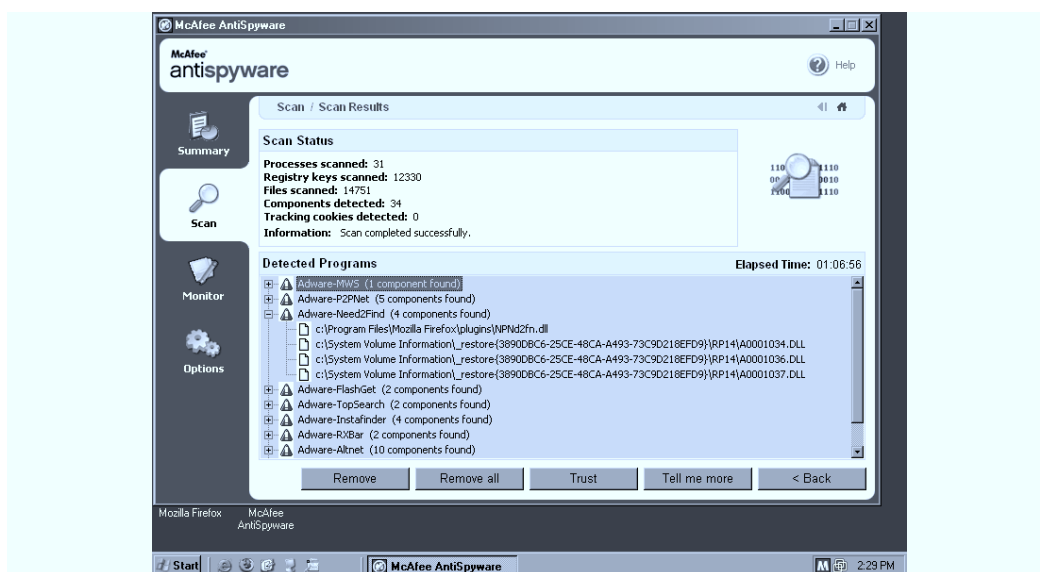 McAfee AntiSpyware
McAfee®
antispyware
Help
Scan / Scan Results
Summary
Scan
Monitor
Options
Scan Status
Processes scanned: 31
Registry keys scanned: 12330
Files scanned: 14751
Components detected: 34
Tracking cookies detected: 0
Information: Scan completed successfully.
Detected Programs
Elapsed Time: 01:06:56
Adware-MWS (1 component found)
Adware-P2PNet (5 components found)
Adware-Need2Find (4 components found)
c:\Program Files\Mozilla Firefox\plugins\NPNd2fn.dll
c:\System Volume Information\_restore{3890DBC6-25CE-48CA-A493-73C9D218EFD9}\RP14\A0001034.DLL
c:\System Volume Information\_restore{3890DBC6-25CE-48CA-A493-73C9D218EFD9}\RP14\A0001036.DLL
c:\System Volume Information\_restore{3890DBC6-25CE-48CA-A493-73C9D218EFD9}\RP14\A0001037.DLL
Adware-FlashGet (2 components found)
Adware-TopSearch (2 components found)
Adware-Instafinder (4 components found)
Adware-RXBar (2 components found)
Adware-Altnet (10 components found)
Remove
Remove all
Trust
Tell me more
< Back
Mozilla Firefox
McAfee
AntiSpyware
Start
McAfee AntiSpyware
2:29 PM